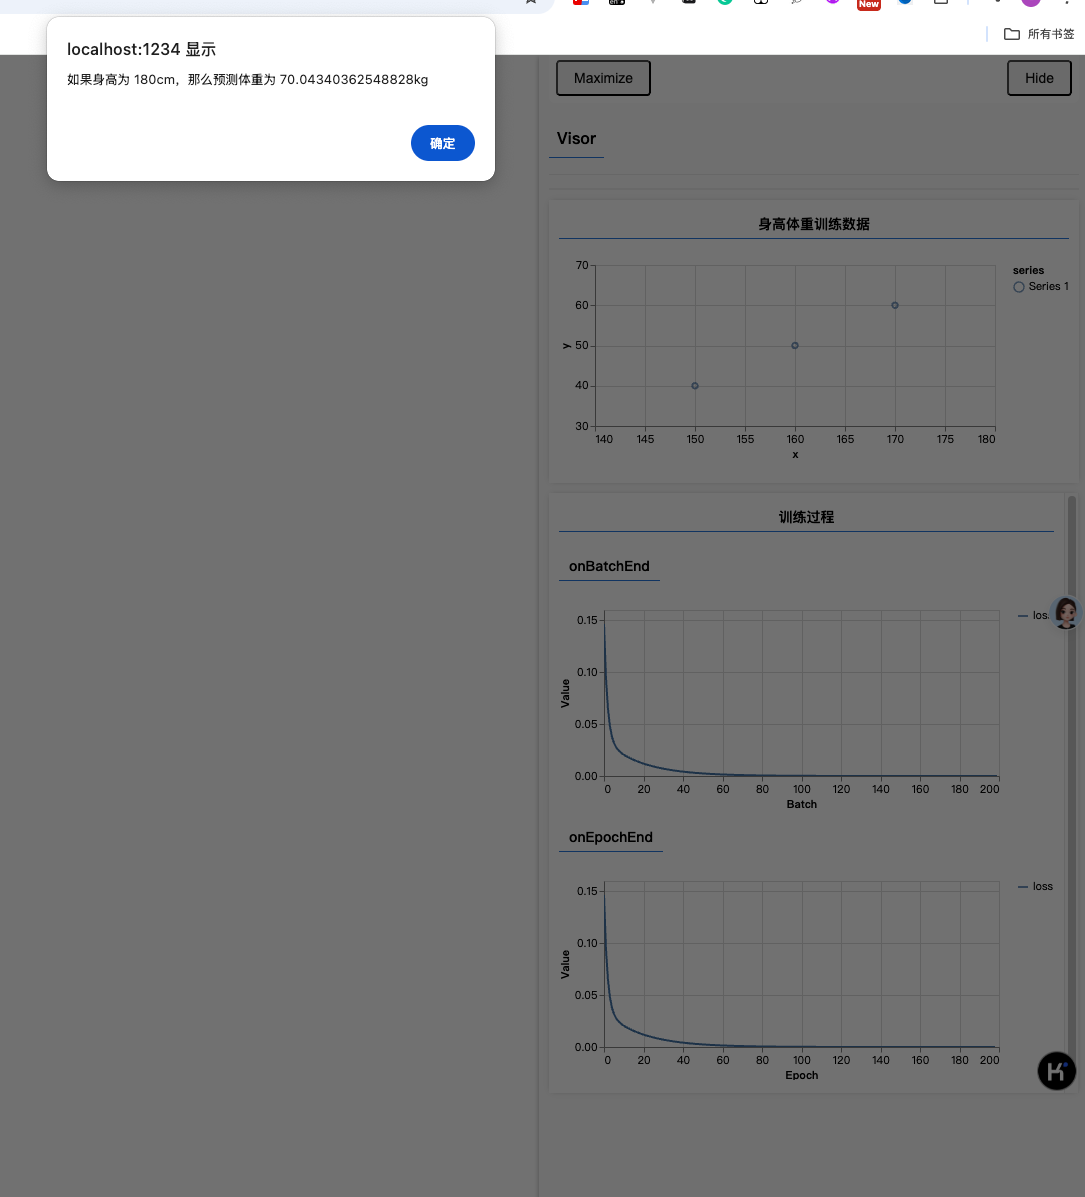 New
所有书签
localhost:1234 显示
如果身高为 180cm，那么预测体重为 70.04340362548828kg
确定
Maximize
Hide
Visor
身高体重训练数据
70
60
50
40
30
y
140 145 150 155 160 165 170 175 180
x
series
Series 1
训练过程
onBatchEnd
0.15
0.10
0.05
0.00
Value
0 20 40 60 80 100 120 140 160 180 200
Batch
los
onEpochEnd
0.15
0.10
0.05
0.00
Value
0 20 40 60 80 100 120 140 160 180 200
Epoch
loss
K